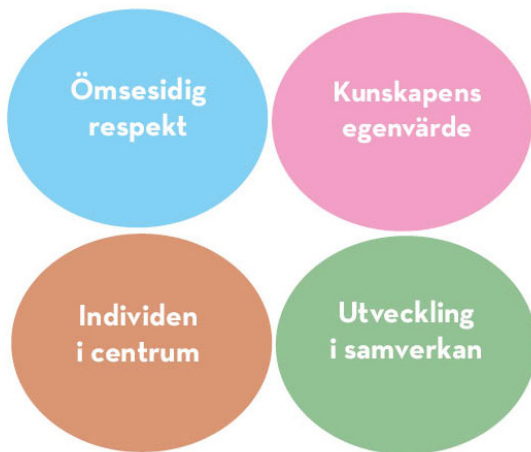 Ömsesidig
respekt
Kunskapens
egenvärde
Individen
i centrum
Utveckling
i samverkan